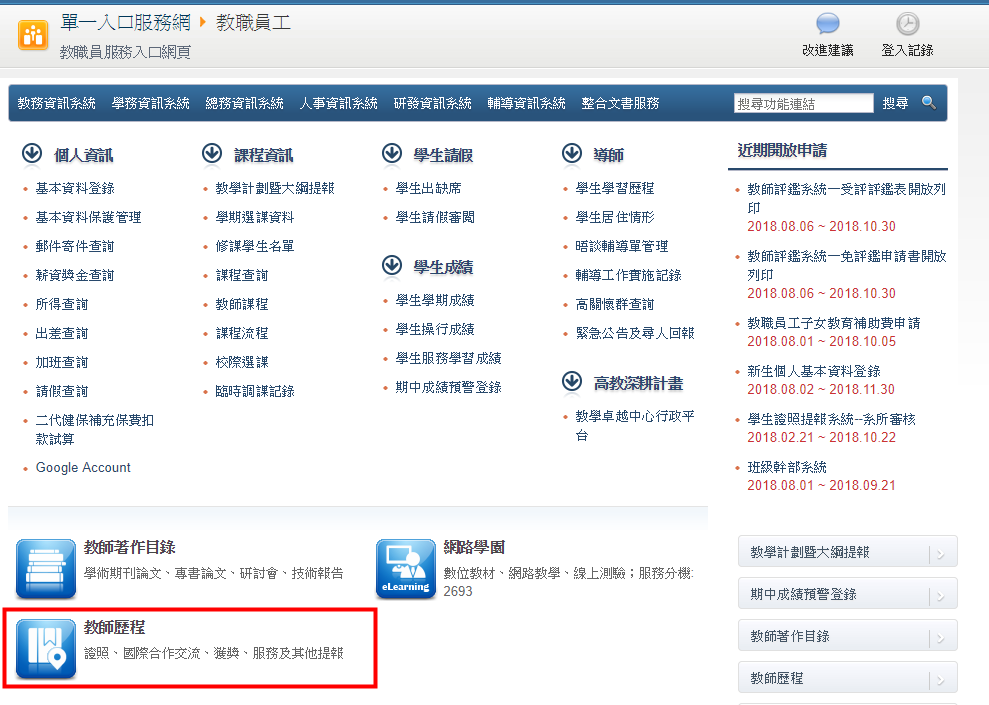 單一入口服務網 教職員工
教職員服務入口網頁
改進建議 登入記錄
教務資訊系統 學務資訊系統 總務資訊系統 人事資訊系統 研發資訊系統 輔導資訊系統 整合文書服務 搜尋功能連結 搜尋
個人資訊
基本資料登錄
基本資料保護管理
郵件寄件查詢
薪資獎金查詢
所得查詢
出差查詢
加班查詢
請假查詢
二代健保補充保費扣
款試算
Google Account
課程資訊
教學計劃暨大綱提報
學期選課資料
修課學生名單
課程查詢
教師課程
課程流程
校際選課
臨時調課記錄
學生請假
學生出缺席
學生請假審閱
學生成績
學生學期成績
學生操行成績
學生服務學習成績
期中成績預警登錄
導師
學生學習歷程
學生居住情形
晤談輔導單管理
輔導工作實施記錄
高關懷群查詢
緊急公告及尋人回報
高教深耕計畫
教學卓越中心行政平
台
近期開放申請
教師評鑑系統—受評評鑑表開放列
印
2018.08.06 ~ 2018.10.30
教師評鑑系統—免評鑑申請書開放
列印
2018.08.06 ~ 2018.10.30
教職員工子女教育補助費申請
2018.08.01 ~ 2018.10.05
新生個人基本資料登錄
2018.08.02 ~ 2018.11.30
學生證照提報系統--系所審核
2018.02.21 ~ 2018.10.22
班級幹部系統
2018.08.01 ~ 2018.09.21
教師著作目錄
學術期刊論文、專書論文、研討會、技術報告
eLearning
網路學園
數位教材、網路教學、線上測驗；服務分機:
2693
教師歷程
證照、國際合作交流、獲獎、服務及其他提報
教學計劃暨大綱提報
期中成績預警登錄
教師著作目錄
教師歷程